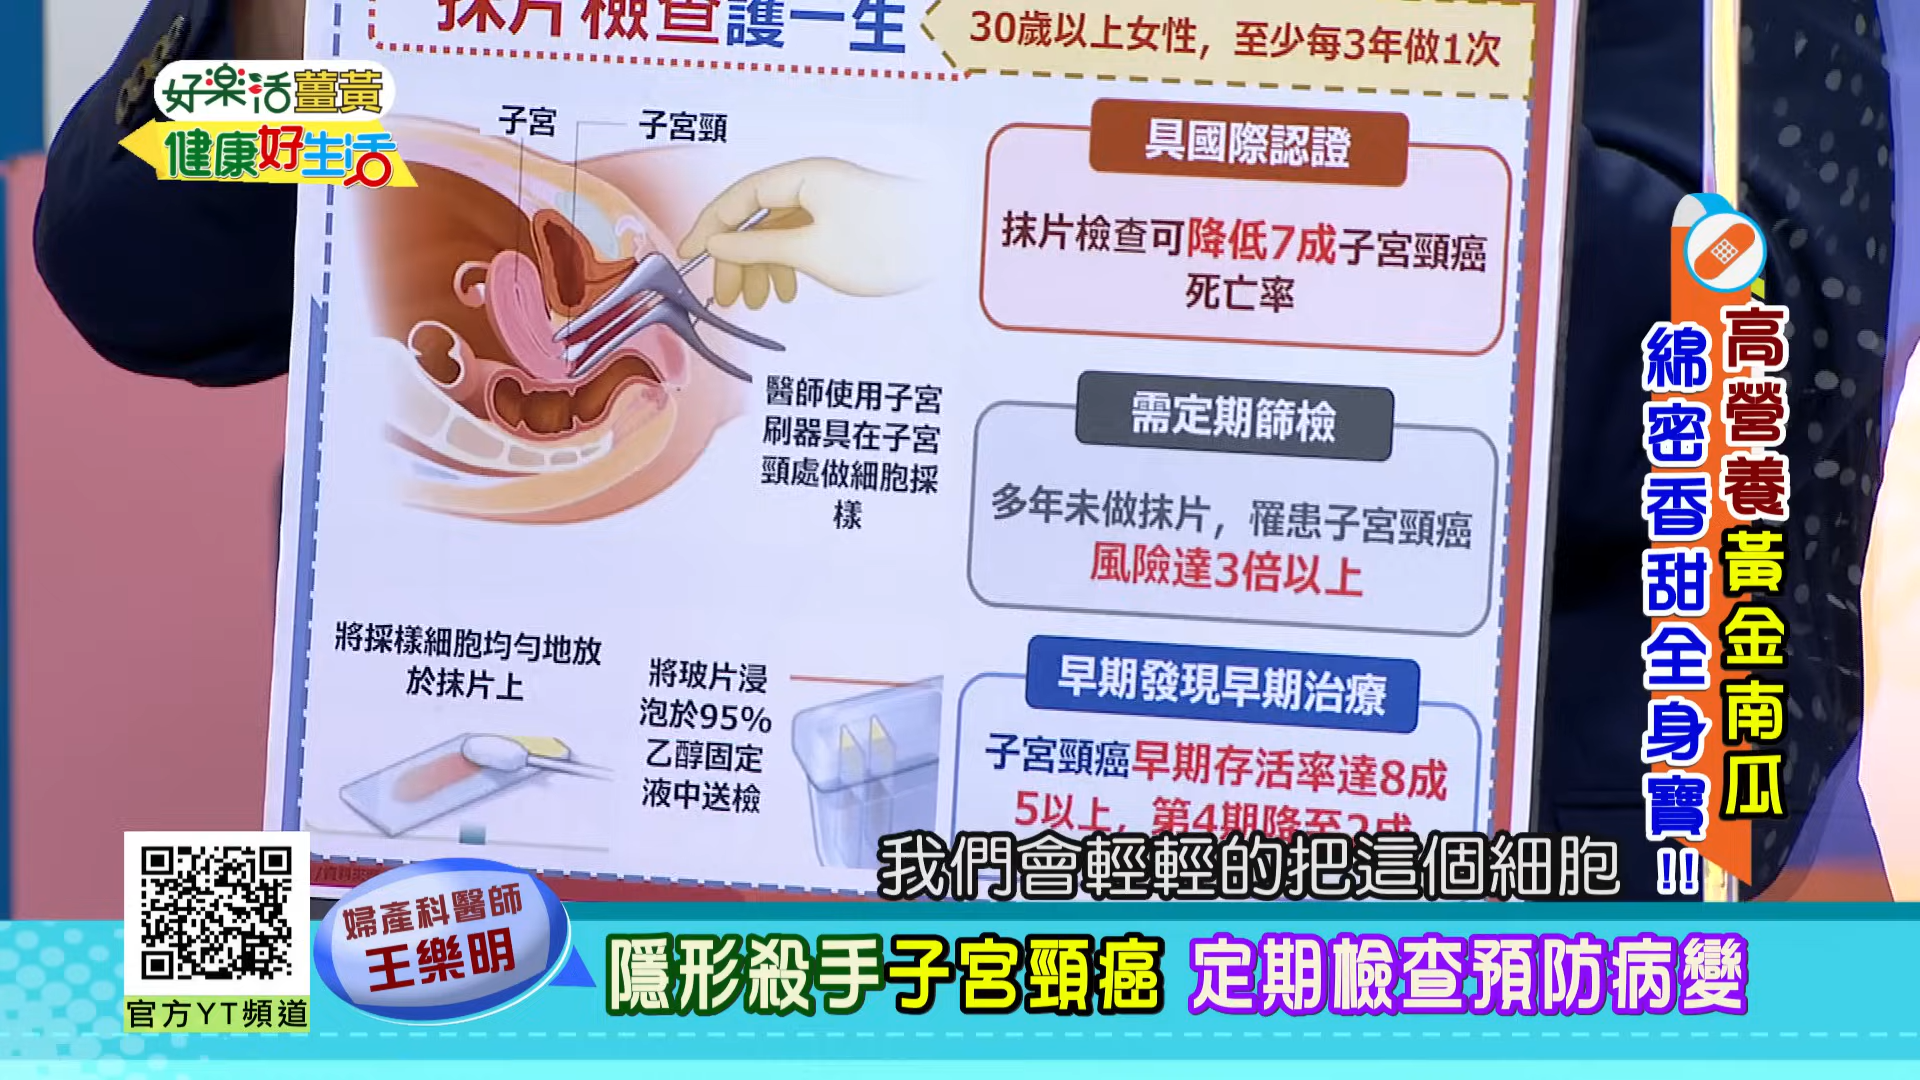 抹片檢查護一生
30歲以上女性，至少每3年做1次
好樂活薑黃
健康好生活
子宮
子宮頸
具國際認證
抹片檢查可降低7成子宮頸癌
死亡率
醫師使用子宮
刷器具在子宮
頸處做細胞採
樣
需定期篩檢
多年未做抹片，罹患子宮頸癌
風險達3倍以上
將採樣細胞均勻地放
於抹片上
將玻片浸
泡於95%
乙醇固定
液中送檢
早期發現早期治療
子宮頸癌早期存活率達8成
5以上，第4期降至2成
高營養黃金南瓜
綿密香甜全身寶!!
我們會輕輕的把這個細胞
婦產科醫師
王樂明
隱形殺手子宮頸癌 定期檢查預防病變
官方YT頻道